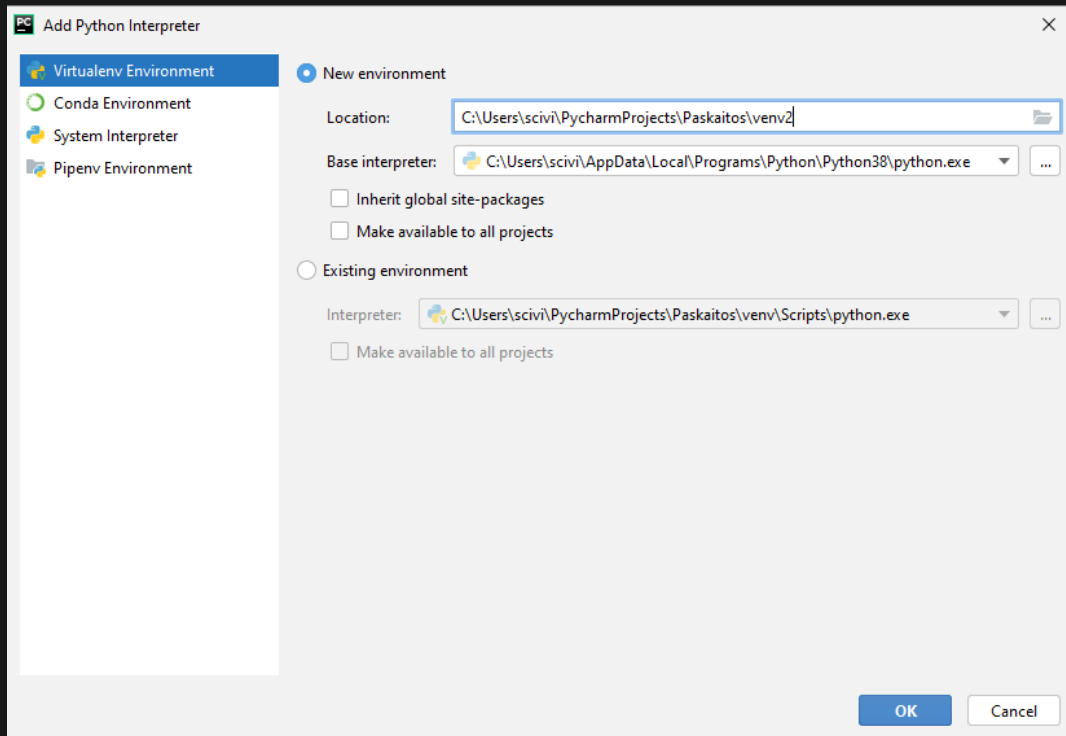 PC Add Python Interpreter
Virtualenv Environment
Conda Environment
System Interpreter
Pipenv Environment
New environment
Location: C:\Users\scivi\PycharmProjects\Paskaitos\venv2
Base interpreter: C:\Users\scivi\AppData\Local\Programs\Python\Python38\python.exe ...
Inherit global site-packages
Make available to all projects
Existing environment
Interpreter: C:\Users\scivi\PycharmProjects\Paskaitos\venv\Scripts\python.exe ...
Make available to all projects
OK Cancel